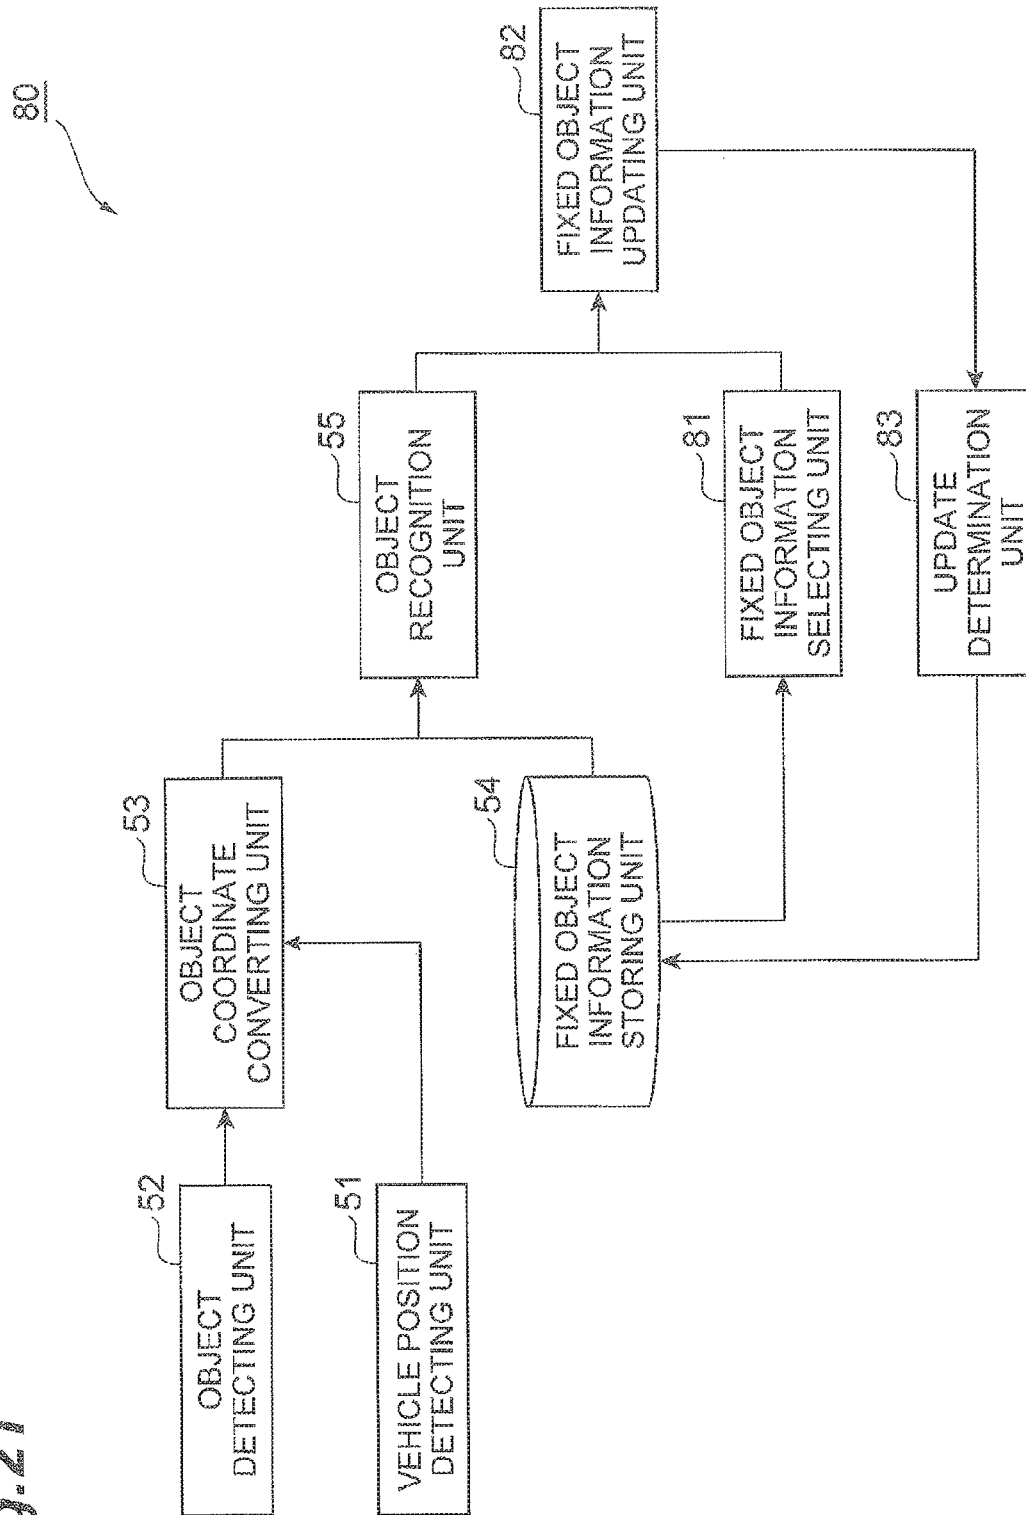 g.21
80
52
OBJECT
DETECTING UNIT
51
VEHICLE POSITION
DETECTING UNIT
53
OBJECT
COORDINATE
CONVERTING UNIT
54
FIXED OBJECT
INFORMATION
STORING UNIT
55
OBJECT
RECOGNITION
UNIT
81
FIXED OBJECT
INFORMATION
SELECTING UNIT
83
UPDATE
DETERMINATION
UNIT
82
FIXED OBJECT
INFORMATION
UPDATING UNIT